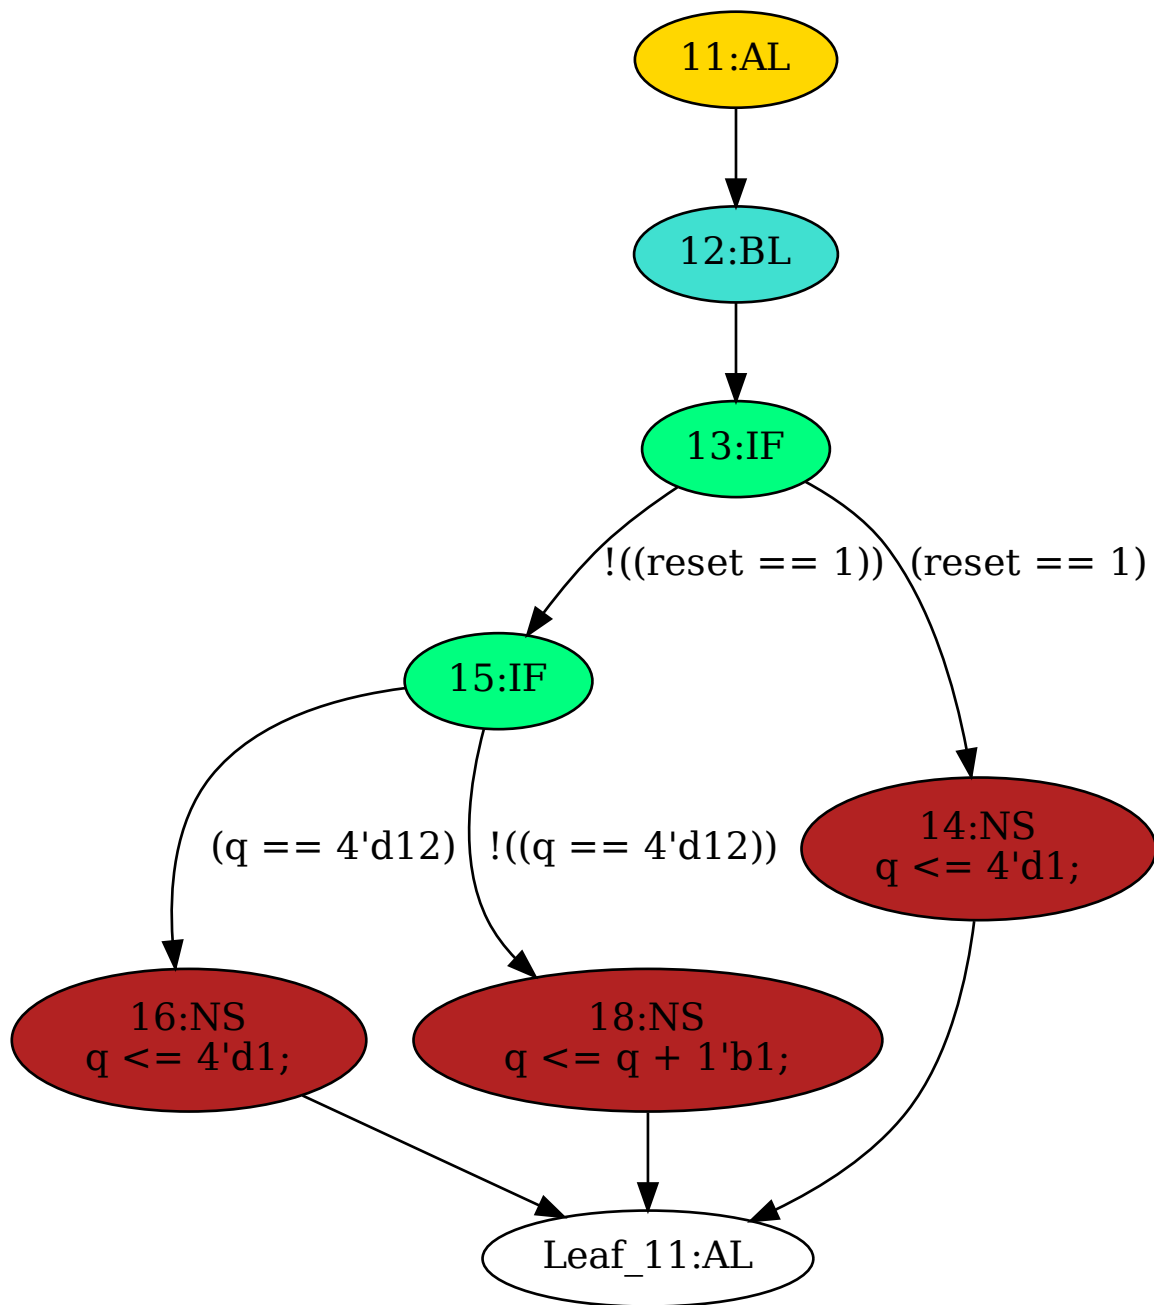 11:AL
12:BL
13:IF
!((reset == 1))
(reset == 1)
15:IF
(q == 4'd12)
!((q == 4'd12))
14:NS
q <= 4'd1;
16:NS
q <= 4'd1;
18:NS
q <= q + 1'b1;
Leaf_11:AL